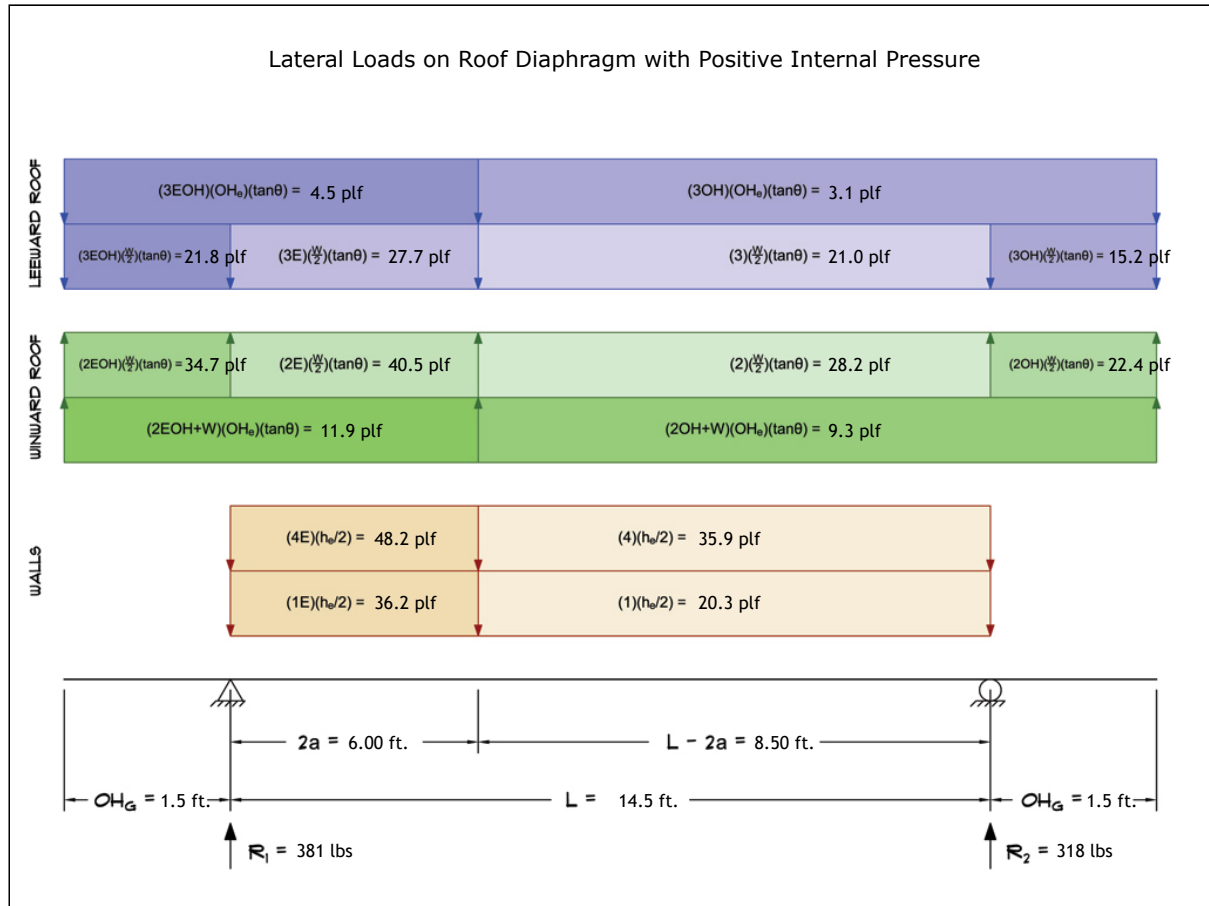 Lateral Loads on Roof Diaphragm with Positive Internal Pressure
LEEWARD ROOF
(3EOH)(OHₑ)(tanθ) = 4.5 plf
(3OH)(OHₑ)(tanθ) = 3.1 plf
(3EOH)(W/2)(tanθ) = 21.8 plf
(3E)(W/2)(tanθ) = 27.7 plf
(3)(W/2)(tanθ) = 21.0 plf
(3OH)(W/2)(tanθ) = 15.2 plf
WINWARD ROOF
(2EOH)(W/2)(tanθ) = 34.7 plf
(2E)(W/2)(tanθ) = 40.5 plf
(2)(W/2)(tanθ) = 28.2 plf
(2OH)(W/2)(tanθ) = 22.4 plf
(2EOH+W)(OHₑ)(tanθ) = 11.9 plf
(2OH+W)(OHₑ)(tanθ) = 9.3 plf
WALLS
(4E)(hₑ/2) = 48.2 plf
(4)(hₑ/2) = 35.9 plf
(1E)(hₑ/2) = 36.2 plf
(1)(hₑ/2) = 20.3 plf
2a = 6.00 ft.
L - 2a = 8.50 ft.
OH_G = 1.5 ft.
L = 14.5 ft.
OH_G = 1.5 ft.
R₁ = 381 lbs
R₂ = 318 lbs